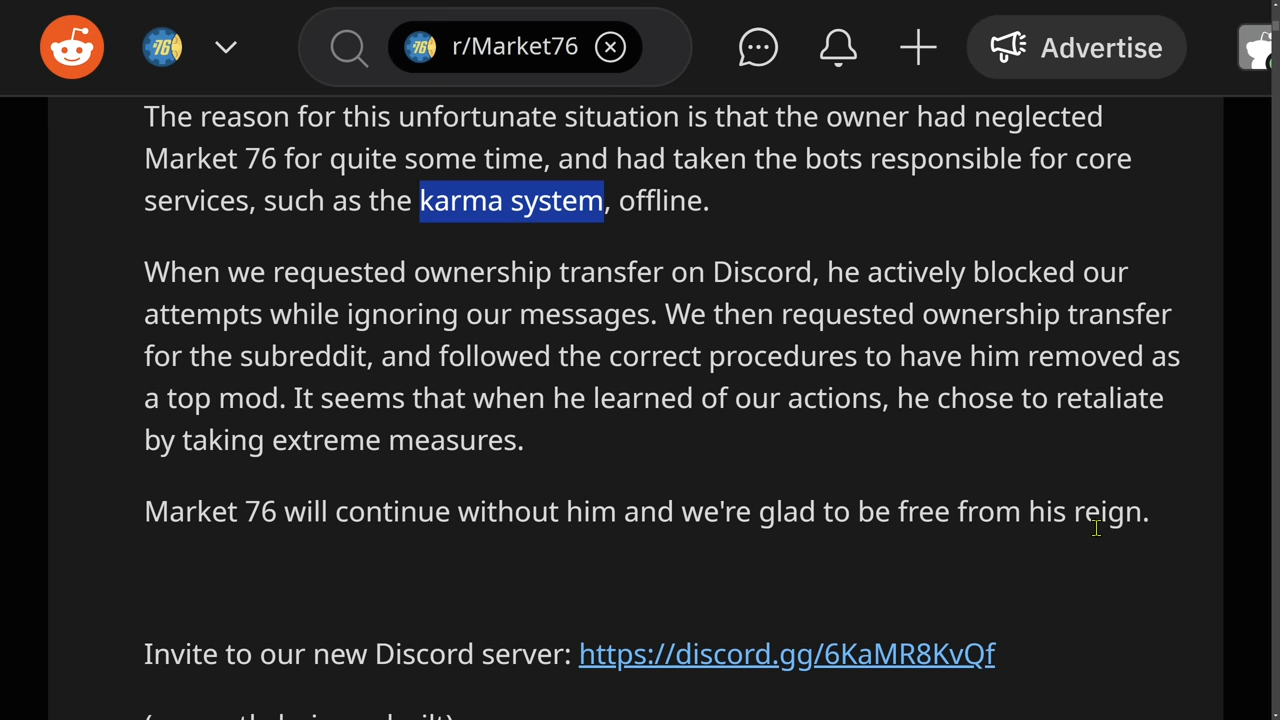 76
76
r/Market76
Advertise
The reason for this unfortunate situation is that the owner had neglected
Market 76 for quite some time, and had taken the bots responsible for core
services, such as the karma system, offline.
When we requested ownership transfer on Discord, he actively blocked our
attempts while ignoring our messages. We then requested ownership transfer
for the subreddit, and followed the correct procedures to have him removed as
a top mod. It seems that when he learned of our actions, he chose to retaliate
by taking extreme measures.
Market 76 will continue without him and we're glad to be free from his reign.
Invite to our new Discord server: https://discord.gg/6KaMR8KvQf